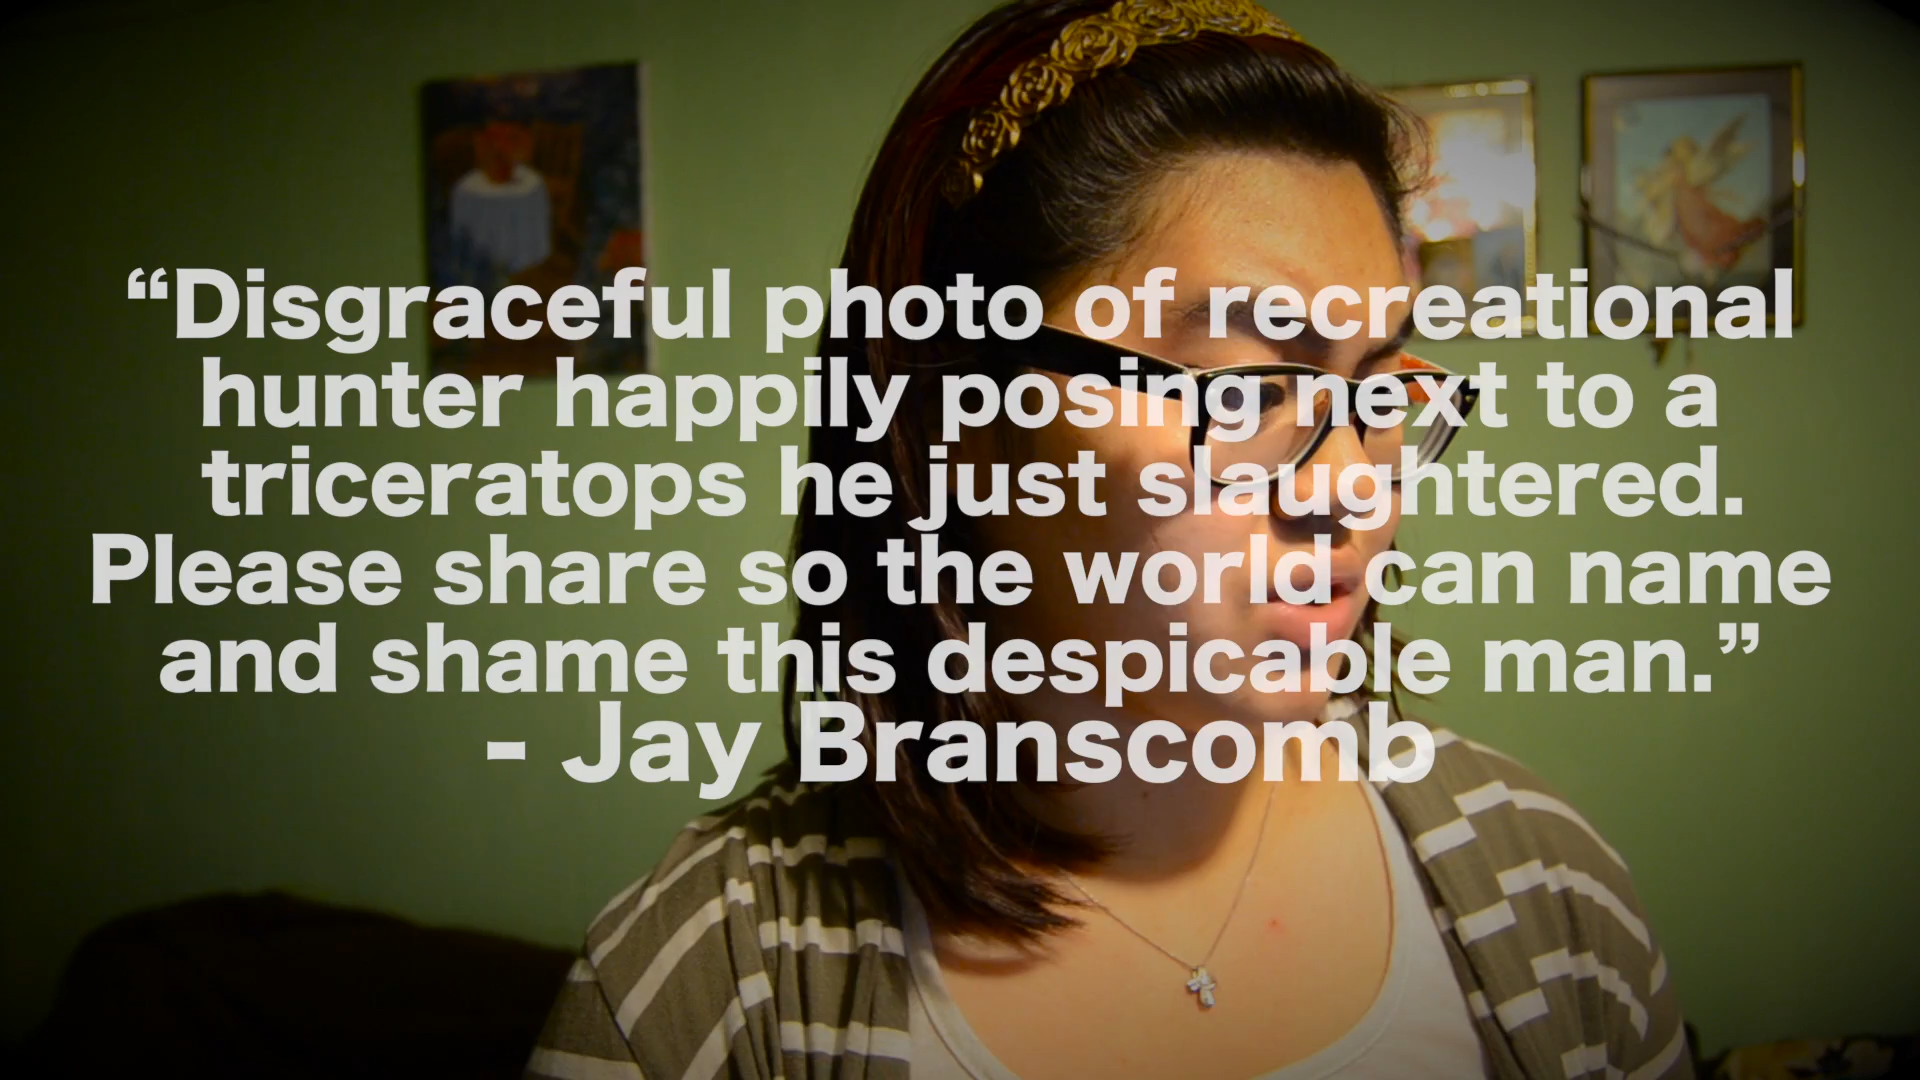 “Disgraceful photo of recreational
hunter happily posing next to a
triceratops he just slaughtered.
Please share so the world can name
and shame this despicable man.”
- Jay Branscomb